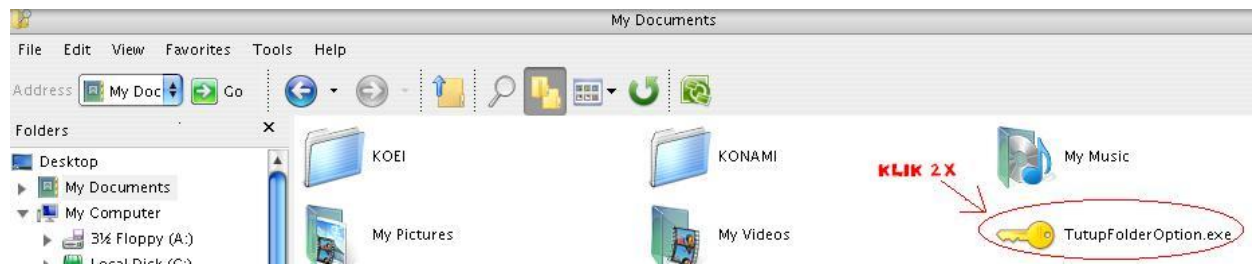 My Documents
File Edit View Favorites Tools Help
Address My Doc Go
Folders X
Desktop
My Documents
My Computer
3½ Floppy (A:)
Local Disk (C:)
KOEI
KONAMI
My Music
KLIK 2X
My Pictures
My Videos
TutupFolderOption.exe